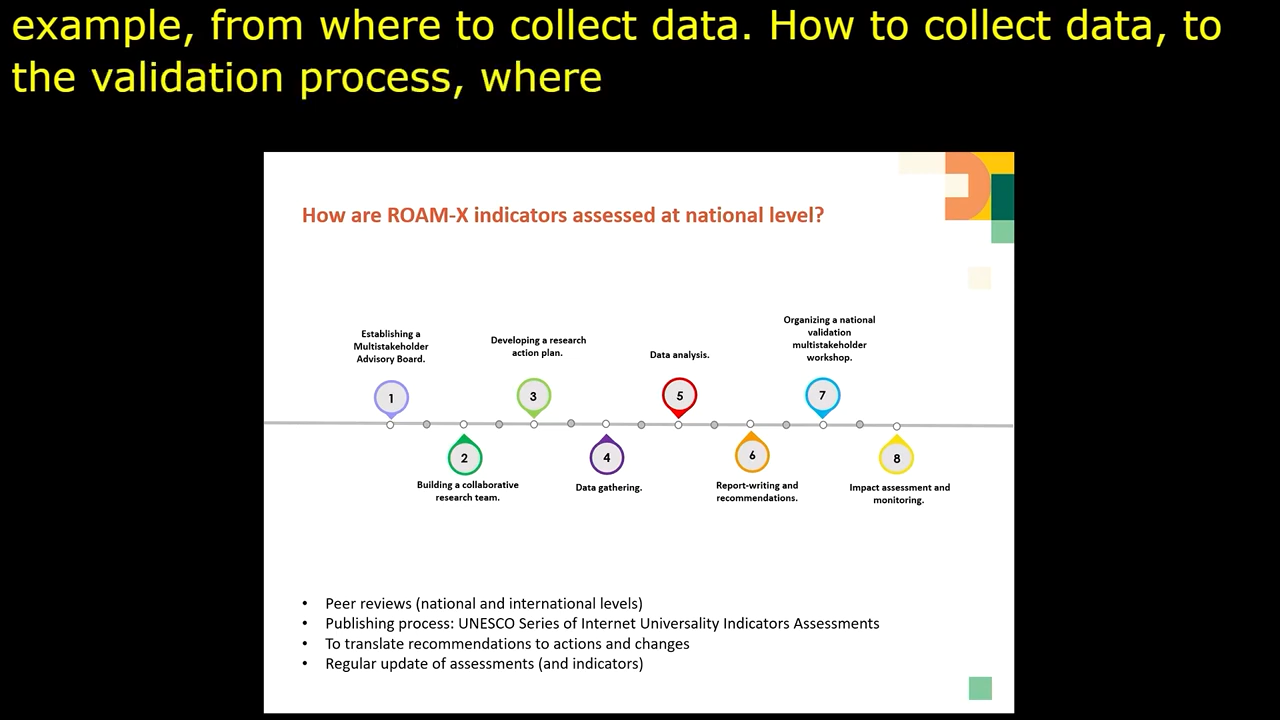 example, from where to collect data. How to collect data, to
the validation process, where
How are ROAM-X indicators assessed at national level?
Establishing a
Multistakeholder
Advisory Board.
1
Building a collaborative
research team.
2
Developing a research
action plan.
3
Data gathering.
4
Data analysis.
5
Report-writing and
recommendations.
6
Organizing a national
validation
multistakeholder
workshop.
7
Impact assessment and
monitoring.
8
• Peer reviews (national and international levels)
• Publishing process: UNESCO Series of Internet Universality Indicators Assessments
• To translate recommendations to actions and changes
• Regular update of assessments (and indicators)